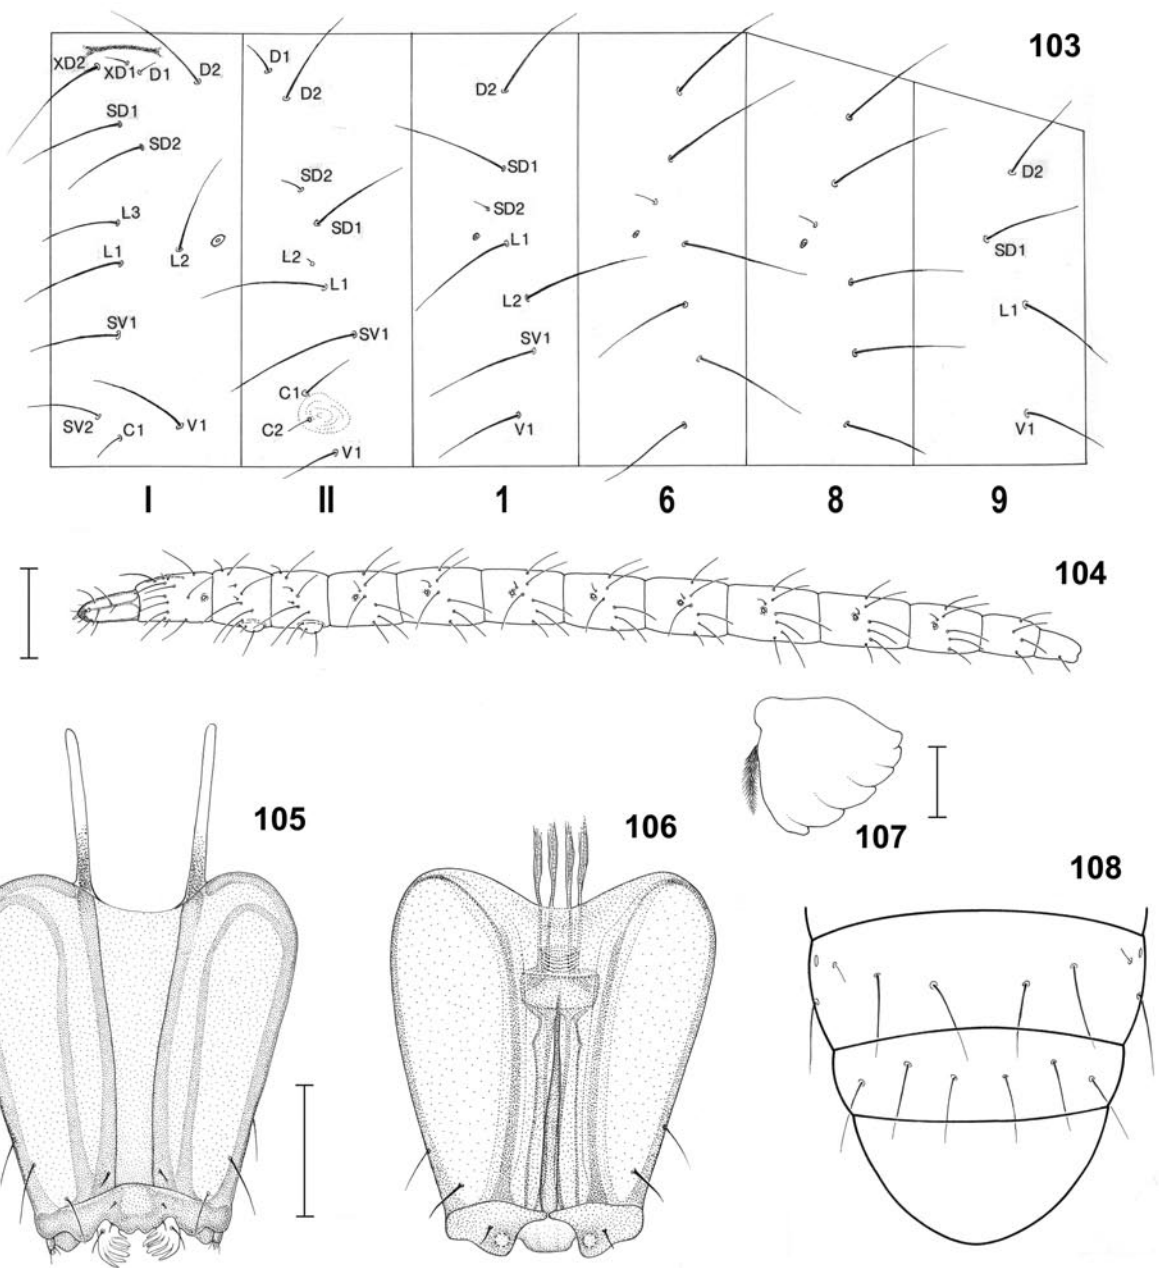 103
XD2 XD1 D1 D2 D1 D2 D2
SD1 SD2 SD2 SD1 SD1 SD2 D2
L3 L1 L2 L2 L1 L1 L2 SD1
SV1 SV1 SV1 L1
SV2 C1 V1 C1 C2 V1 V1 V1
I II 1 6 8 9
104
105
106
107
108